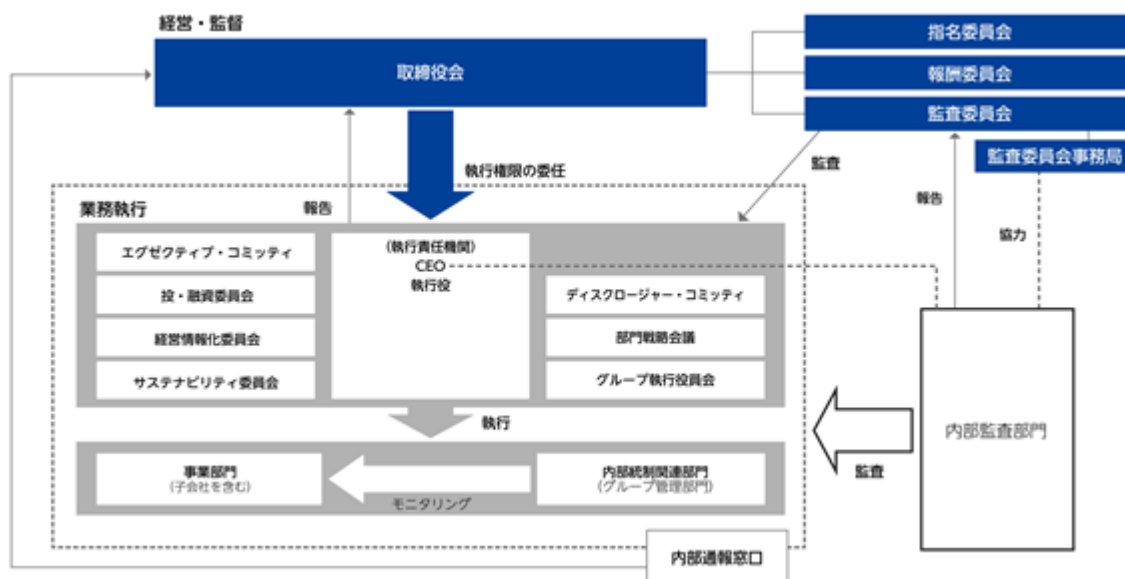 経営・監督
取締役会
指名委員会
報酬委員会
監査委員会
監査委員会事務局
執行権限の委任
監査
報告
協力
業務執行
報告
エグゼクティブ・コミッティ
投・融資委員会
経営情報化委員会
サステナビリティ委員会
(執行責任機関)
CEO
執行役
ディスクロージャー・コミッティ
部門戦略会議
グループ執行役員会
執行
事業部門
(子会社を含む)
モニタリング
内部統制関連部門
(グループ管理部門)
監査
内部監査部門
内部通報窓口